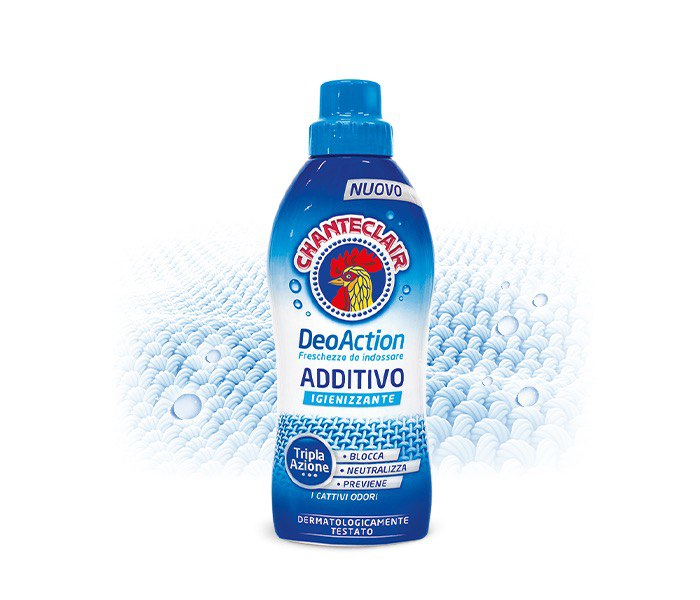 NUOVO
CHANTECLAIR
DeoAction
Freschezza da indossare
ADDITIVO
IGIENIZZANTE
Tripla
Azione
• BLOCCA
• NEUTRALIZZA
• PREVIENE
I CATTIVI ODORI
DERMATOLOGICAMENTE
TESTATO